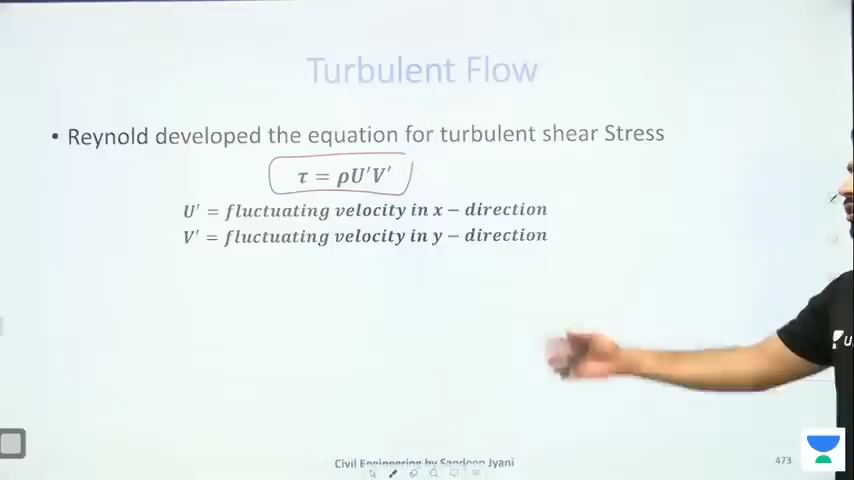 Turbulent Flow
• Reynold developed the equation for turbulent shear Stress
τ = ρU'V'
U' = fluctuating velocity in x − direction
V' = fluctuating velocity in y − direction
Civil Engineering by Sandeep Jyani
473